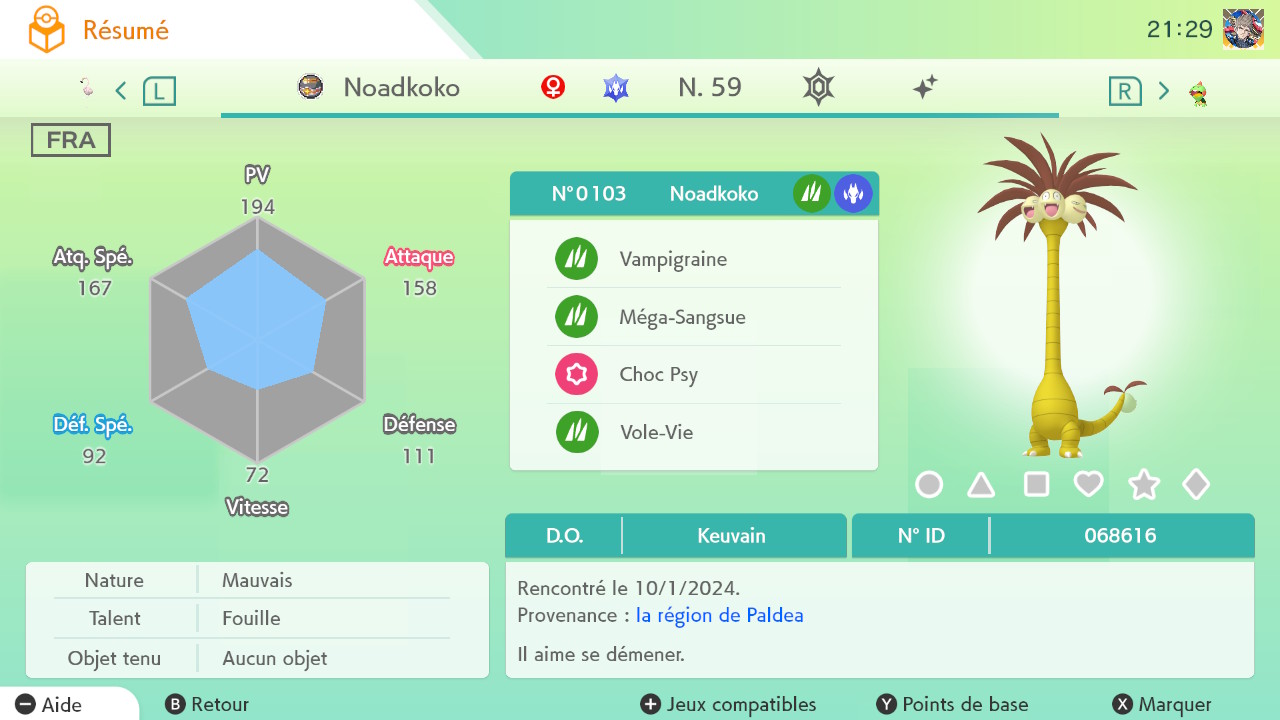 Résumé
21:29
L
Noadkoko
N. 59
R
FRA
PV
194
Atq. Spé.
167
Attaque
158
Déf. Spé.
92
Défense
111
72
Vitesse
N°0103 Noadkoko
Vampigraine
Méga-Sangsue
Choc Psy
Vole-Vie
D.O. Keuvain
N° ID 068616
Nature Mauvais
Talent Fouille
Objet tenu Aucun objet
Rencontré le 10/1/2024.
Provenance : la région de Paldea
Il aime se démener.
Aide
B Retour
Jeux compatibles
Y Points de base
X Marquer